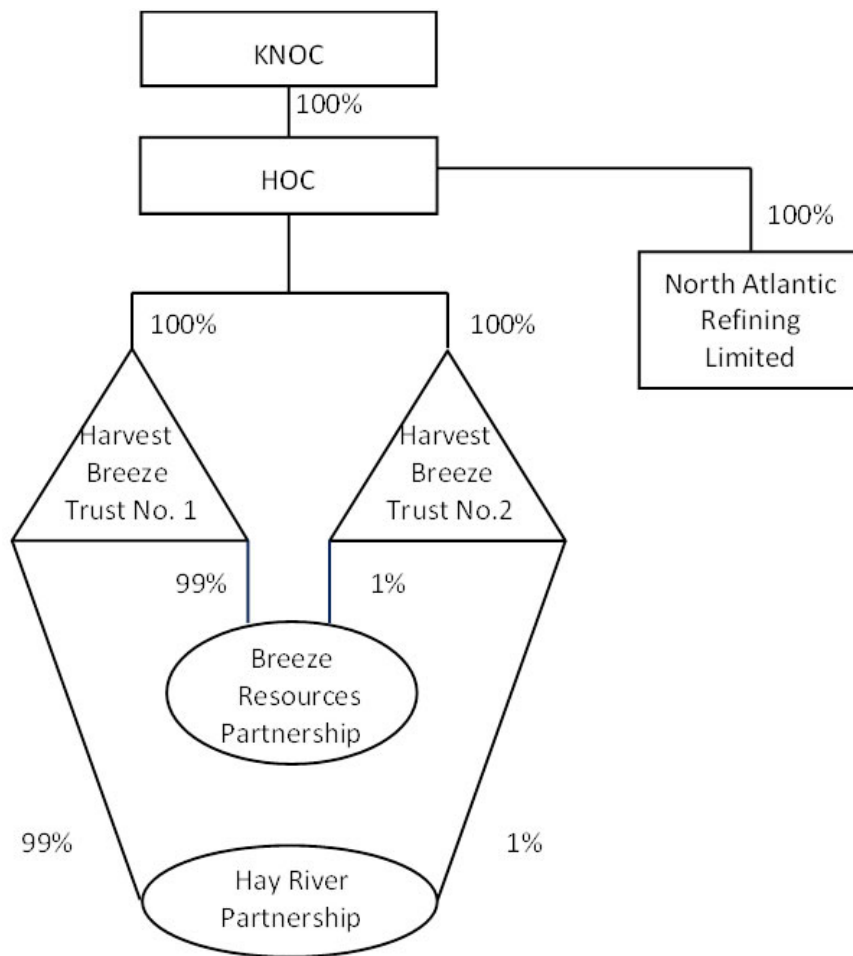 KNOC
100%
HOC
100%
North Atlantic
Refining
Limited
100%
100%
Harvest
Breeze
Trust No. 1
Harvest
Breeze
Trust No.2
99%
1%
Breeze
Resources
Partnership
99%
1%
Hay River
Partnership